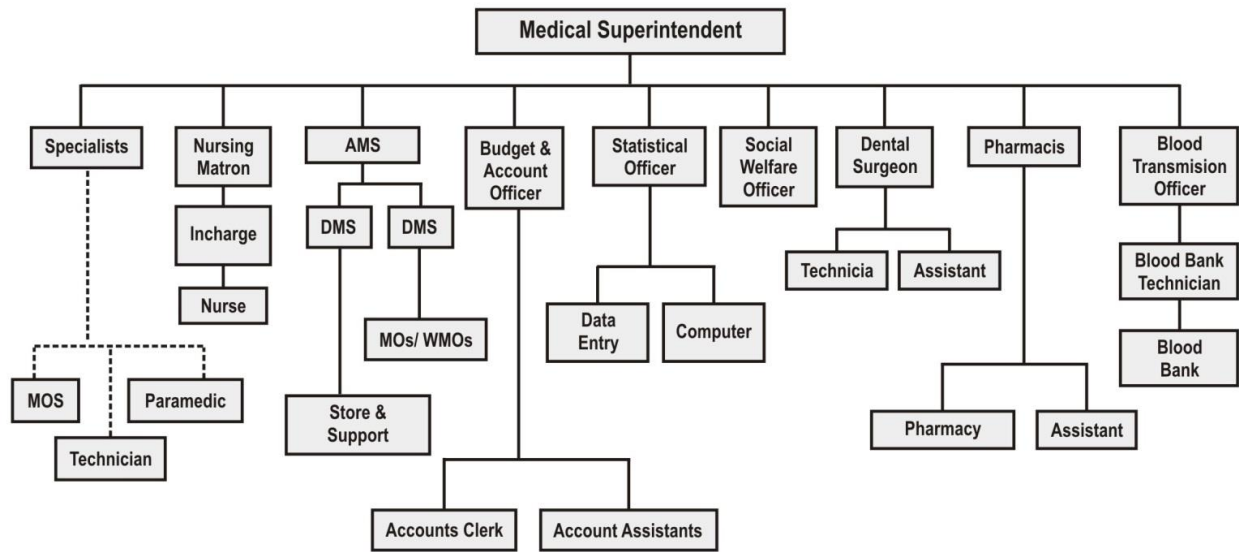 Medical Superintendent
Specialists
Nursing
Matron
AMS
Budget &
Account
Officer
Statistical
Officer
Social
Welfare
Officer
Dental
Surgeon
Pharmacis
Blood
Transmision
Officer
Incharge
DMS
DMS
Technicia
Assistant
Blood Bank
Technician
Nurse
MOs/ WMOs
Data
Entry
Computer
Blood
Bank
MOS
Paramedic
Store &
Support
Pharmacy
Assistant
Technician
Accounts Clerk
Account Assistants